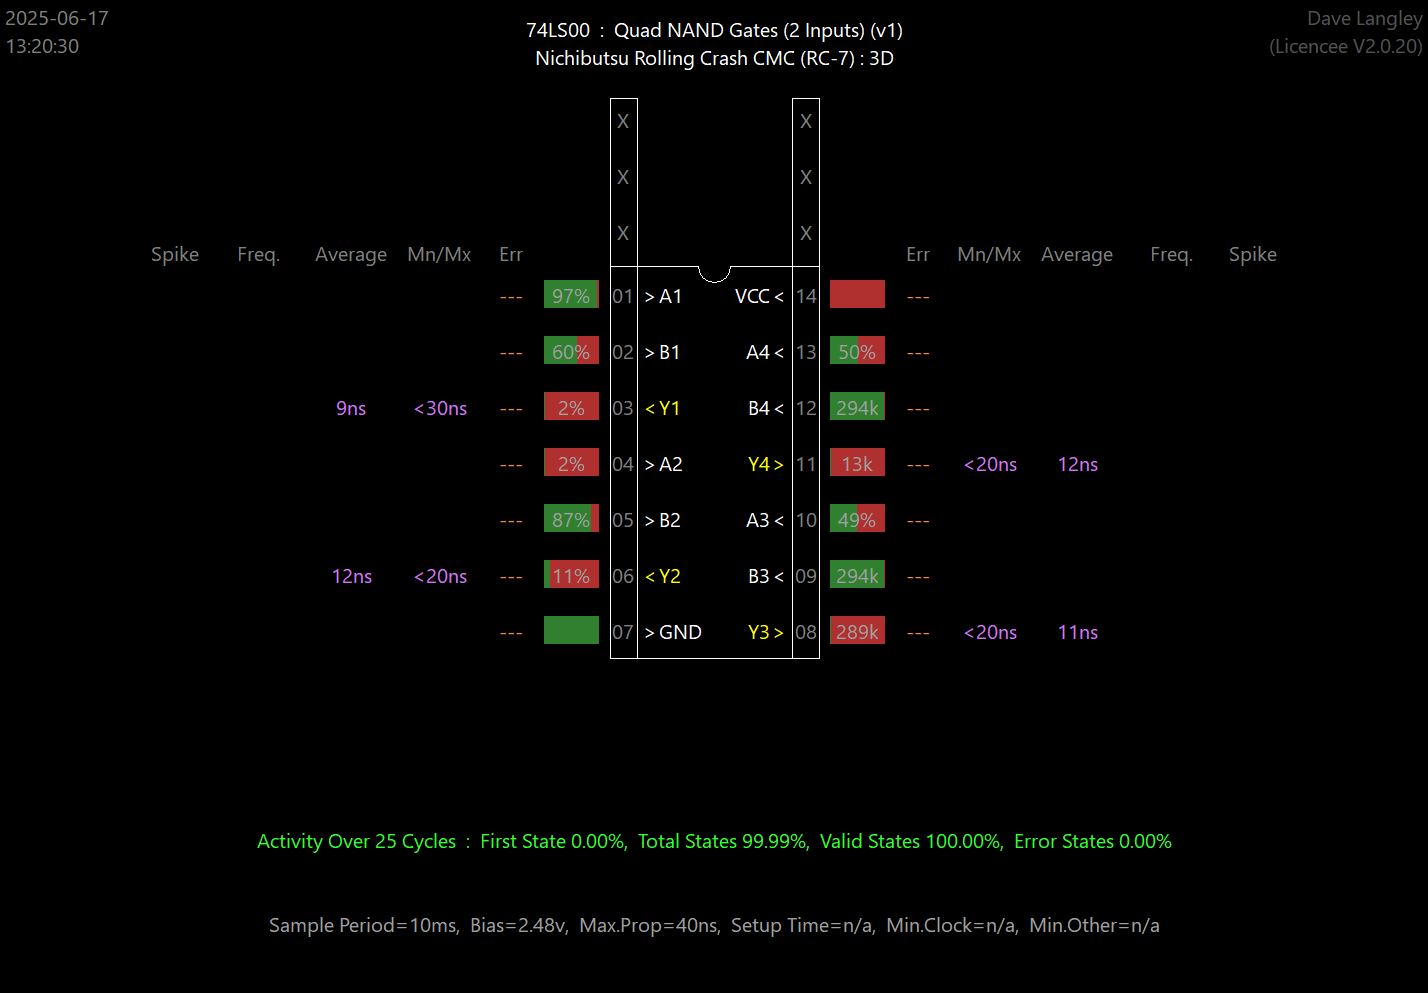 2025-06-17
13:20:30
74LS00 : Quad NAND Gates (2 Inputs) (v1)
Nichibutsu Rolling Crash CMC (RC-7) : 3D
Dave Langley
(Licencee V2.0.20)
X X
X X
X X
Spike Freq. Average Mn/Mx Err Err Mn/Mx Average Freq. Spike
--- 97% 01 > A1 VCC < 14 ---
--- 60% 02 > B1 A4 < 13 50% ---
9ns <30ns --- 2% 03 < Y1 B4 < 12 294k ---
--- 2% 04 > A2 Y4 > 11 13k --- <20ns 12ns
--- 87% 05 > B2 A3 < 10 49% ---
12ns <20ns --- 11% 06 < Y2 B3 < 09 294k ---
--- 07 > GND Y3 > 08 289k --- <20ns 11ns
Activity Over 25 Cycles : First State 0.00%, Total States 99.99%, Valid States 100.00%, Error States 0.00%
Sample Period=10ms, Bias=2.48v, Max.Prop=40ns, Setup Time=n/a, Min.Clock=n/a, Min.Other=n/a